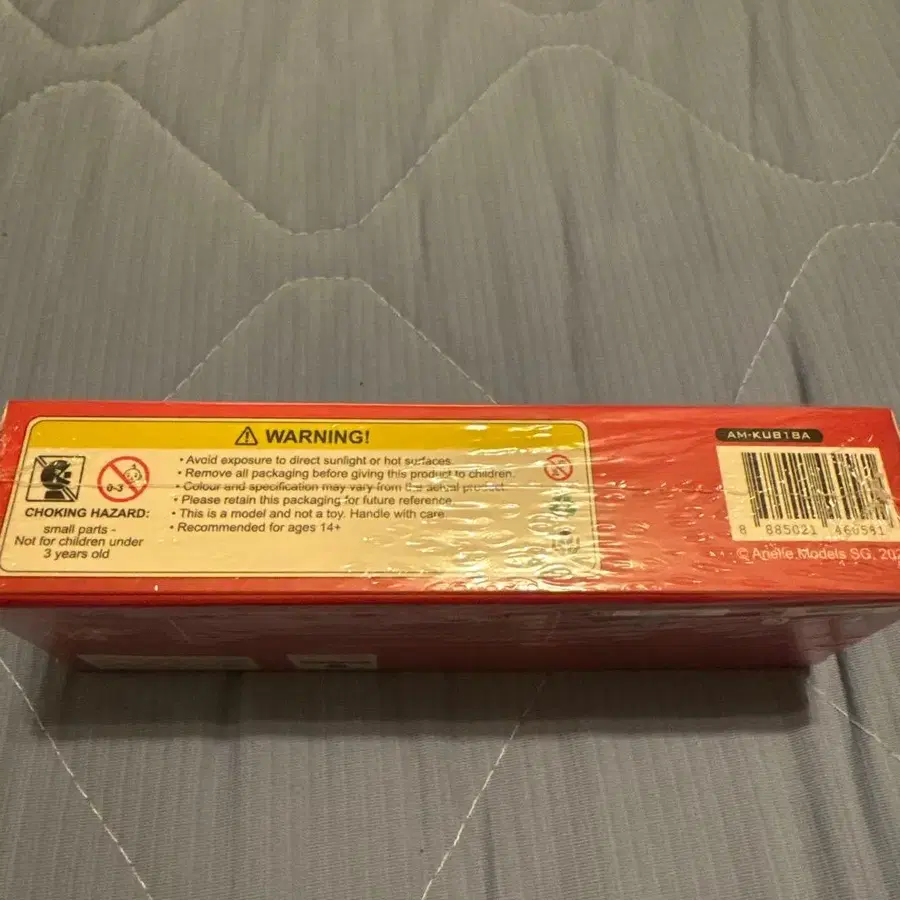 WARNING!
• Avoid exposure to direct sunlight or hot surfaces.
• Remove all packaging before giving this product to children.
• Colour and specification may vary from the actual product.
• Please retain this packaging for future reference.
• This is a model and not a toy. Handle with care.
• Recommended for ages 14+
0-3
CHOKING HAZARD:
small parts -
Not for children under
3 years old
AM-KUB18A
8 885021 460591
© Arielle Models SG,